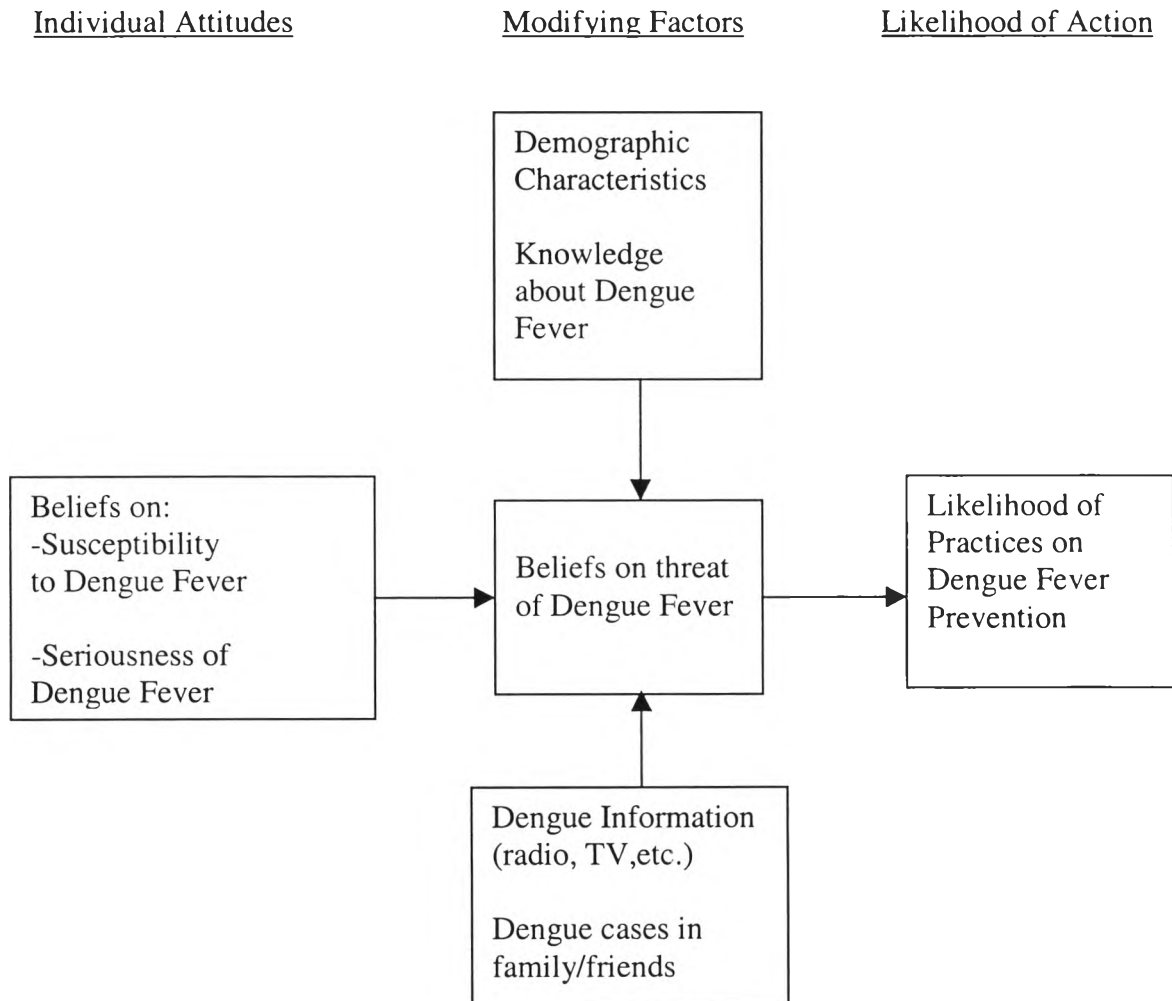 Individual Attitudes
Modifying Factors
Likelihood of Action
Demographic
Characteristics
Knowledge
about Dengue
Fever
Beliefs on:
-Susceptibility
to Dengue Fever
-Seriousness of
Dengue Fever
Beliefs on threat
of Dengue Fever
Likelihood of
Practices on
Dengue Fever
Prevention
Dengue Information
(radio, TV,etc.)
Dengue cases in
family/friends